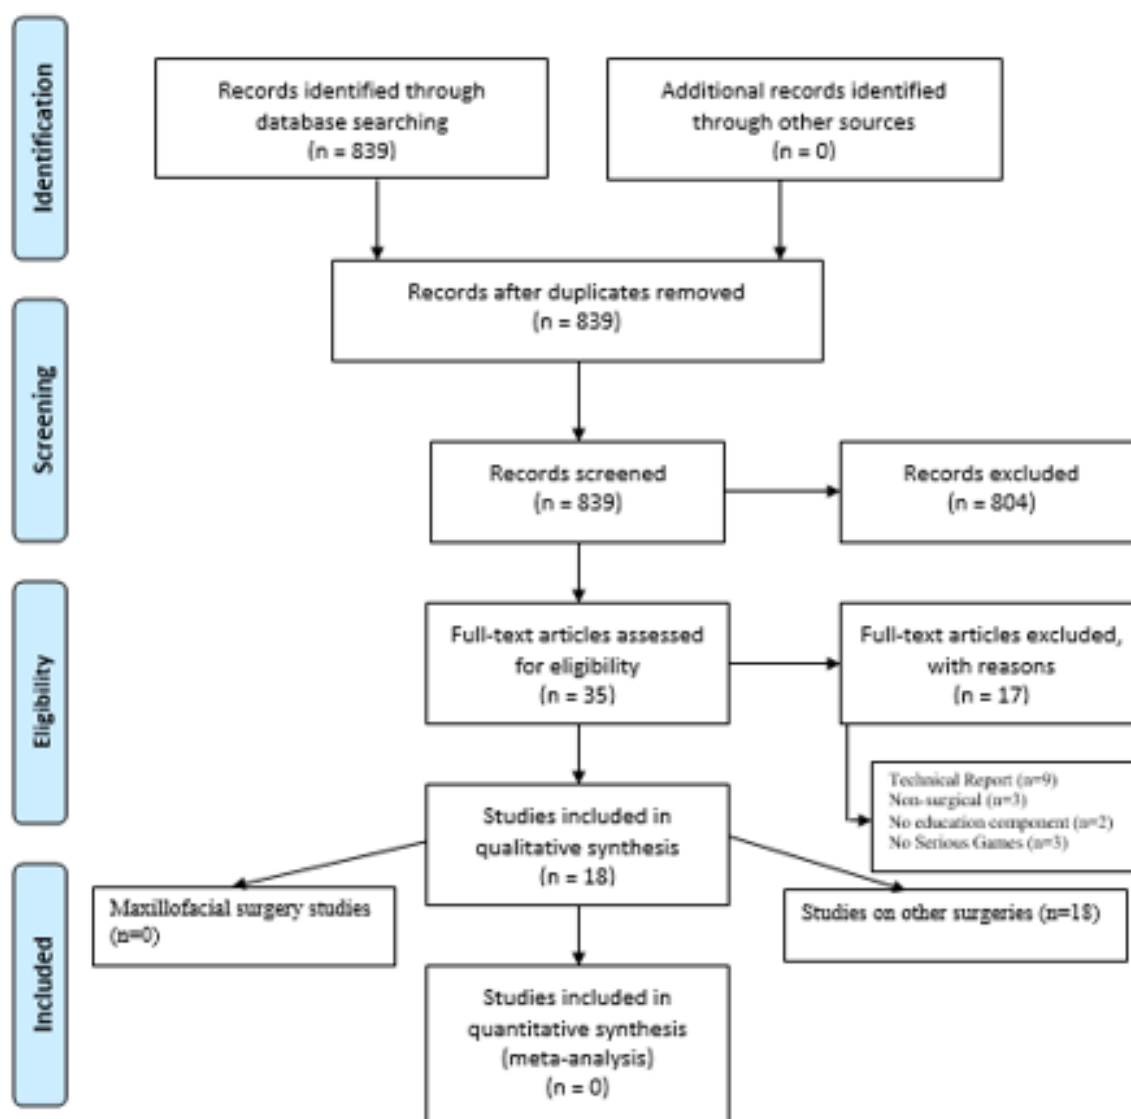 Identification
Records identified through
database searching
(n = 839)
Additional records identified
through other sources
(n = 0)
Records after duplicates removed
(n = 839)
Screening
Records screened
(n = 839)
Records excluded
(n = 804)
Eligibility
Full-text articles assessed
for eligibility
(n = 35)
Full-text articles excluded,
with reasons
(n = 17)
Technical Report (n=9)
Non-surgical (n=3)
No education component (n=2)
No Serious Games (n=3)
Included
Studies included in
qualitative synthesis
(n = 18)
Maxillofacial surgery studies
(n=0)
Studies on other surgeries (n=18)
Studies included in
quantitative synthesis
(meta-analysis)
(n = 0)